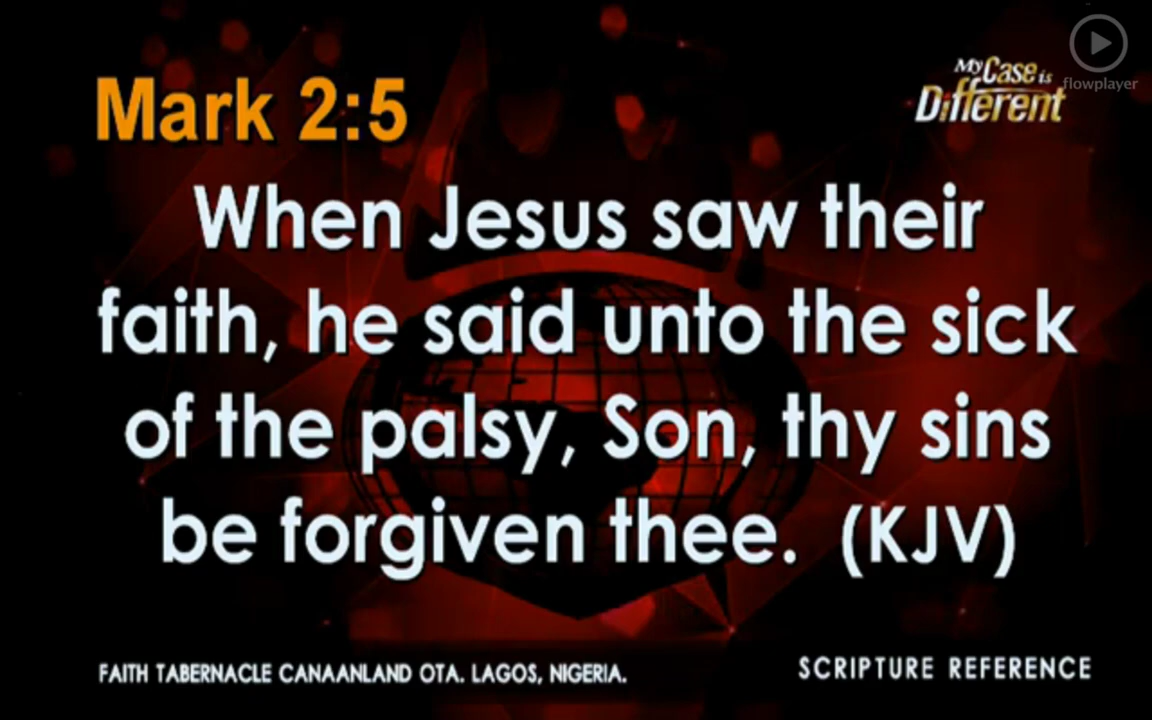 Mark 2:5
My Case is
Different
flowplayer
When Jesus saw their
faith, he said unto the sick
of the palsy, Son, thy sins
be forgiven thee. (KJV)
FAITH TABERNACLE CANAANLAND OTA. LAGOS, NIGERIA.
SCRIPTURE REFERENCE